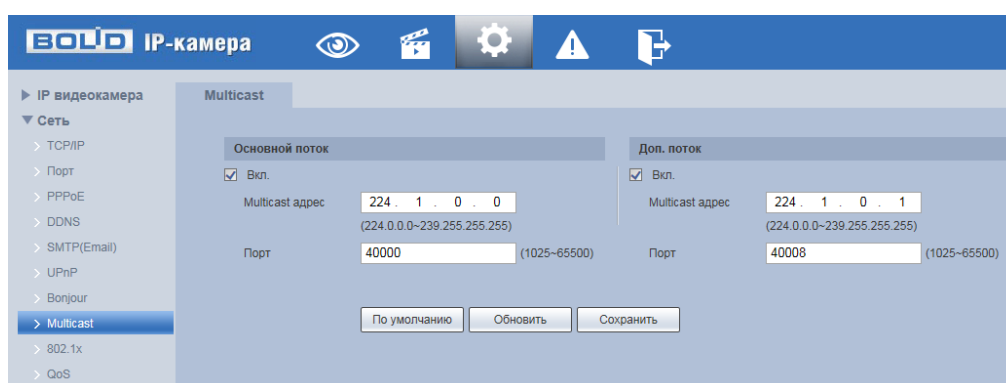 BOLID IP-камера
IP видеокамера
Сеть
TCP/IP
Порт
PPPoE
DDNS
SMTP(Email)
UPnP
Bonjour
Multicast
802.1x
QoS
Multicast
Основной поток
Вкл.
Multicast адрес 224 . 1 . 0 . 0
(224.0.0.0~239.255.255.255)
Порт 40000 (1025~65500)
Доп. поток
Вкл.
Multicast адрес 224 . 1 . 0 . 1
(224.0.0.0~239.255.255.255)
Порт 40008 (1025~65500)
По умолчанию Обновить Сохранить